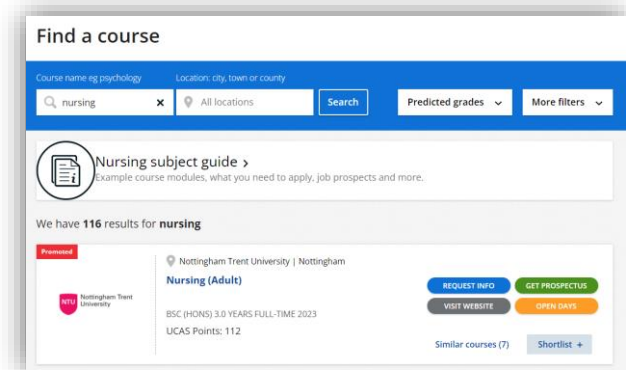 Find a course
Course name eg psychology
Location: city, town or county
nursing
All locations
Search
Predicted grades
More filters
Nursing subject guide >
Example course modules, what you need to apply, job prospects and more.
We have 116 results for nursing
Promoted
NTU
Nottingham Trent
University
Nottingham Trent University | Nottingham
Nursing (Adult)
BSC (HONS) 3.0 YEARS FULL-TIME 2023
UCAS Points: 112
REQUEST INFO
GET PROSPECTUS
VISIT WEBSITE
OPEN DAYS
Similar courses (7)
Shortlist +